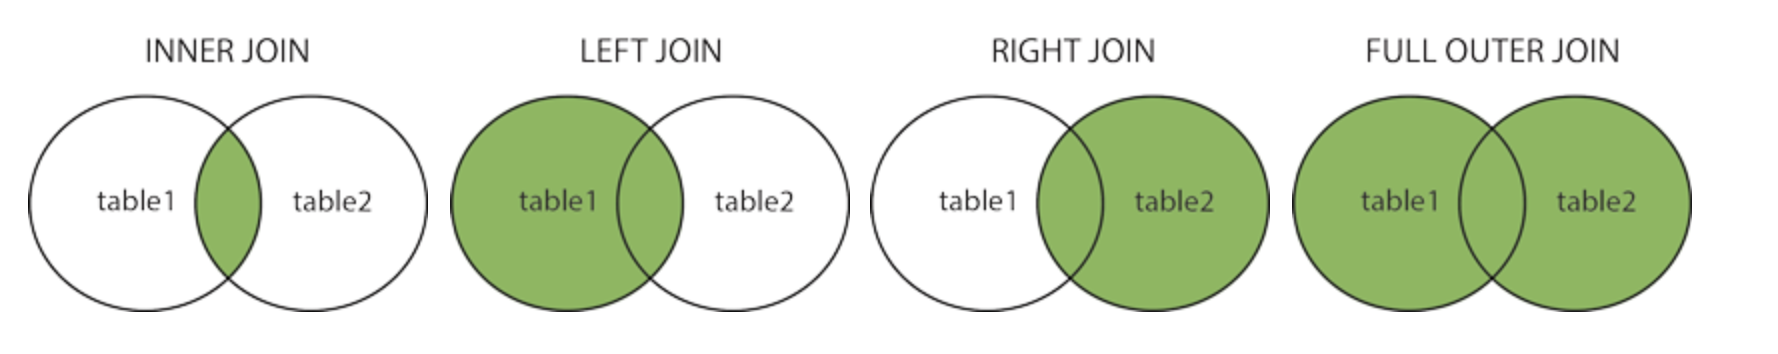 INNER JOIN
table1
table2
LEFT JOIN
table1
table2
RIGHT JOIN
table1
table2
FULL OUTER JOIN
table1
table2